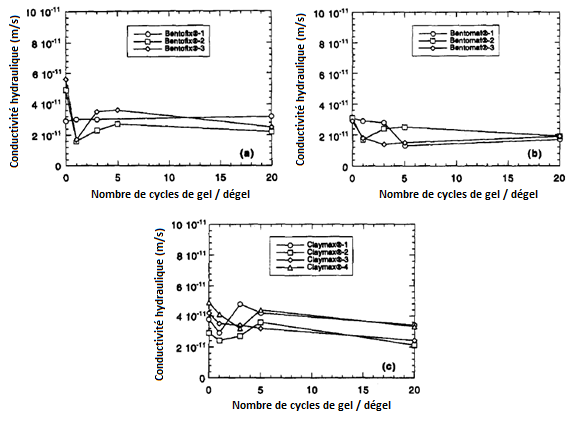 Conductivité hydraulique (m/s)
10 10-11
8 10-11
6 10-11
4 10-11
2 10-11
0
Bentofix®-1
Bentofix®-2
Bentofix®-3
(a)
0 5 10 15 20
Nombre de cycles de gel / dégel
Conductivité hydraulique (m/s)
10 10-11
8 10-11
6 10-11
4 10-11
2 10-11
0
Bentomat®-1
Bentomat®-2
Bentomat®-3
(b)
0 5 10 15 20
Nombre de cycles de gel / dégel
Conductivité hydraulique (m/s)
10 10-11
8 10-11
6 10-11
4 10-11
2 10-11
0
Claymax®-1
Claymax®-2
Claymax®-3
Claymax®-4
(c)
0 5 10 15 20
Nombre de cycles de gel / dégel